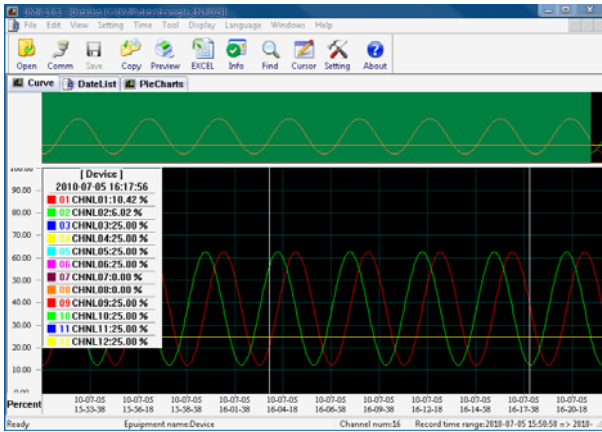 File Edit View Setting Time Tool Display Language Windows Help
Open Comm Save Copy Preview EXCEL Info Find Cursor Setting About
Curve DateList PieCharts
[ Device ]
2010-07-05 16:17:56
01 CHNL01:10.42 %
02 CHNL02:6.02 %
03 CHNL03:25.00 %
04 CHNL04:25.00 %
05 CHNL05:25.00 %
06 CHNL06:25.00 %
07 CHNL07:0.00 %
08 CHNL08:0.00 %
09 CHNL09:25.00 %
10 CHNL10:25.00 %
11 CHNL11:25.00 %
12 CHNL12:25.00 %
100.00
90.00
80.00
70.00
60.00
50.00
40.00
30.00
20.00
10.00
0.00
Percent
10-07-05 10-07-05 10-07-05 10-07-05 10-07-05 10-07-05 10-07-05 10-07-05 10-07-05 10-07-05 10-07-05
15-53-38 15-56-18 15-58-58 16-01-38 16-04-18 16-06-58 16-09-38 16-12-18 16-14-58 16-17-38 16-20-18
Ready Epuipment name:Device Channel num:16 Record time range:2010-07-05 15:50:58 => 2010-